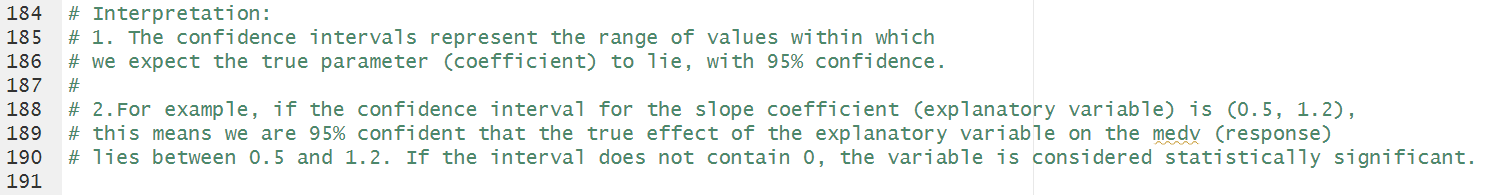 184 # Interpretation:
185 # 1. The confidence intervals represent the range of values within which
186 # we expect the true parameter (coefficient) to lie, with 95% confidence.
187 #
188 # 2.For example, if the confidence interval for the slope coefficient (explanatory variable) is (0.5, 1.2),
189 # this means we are 95% confident that the true effect of the explanatory variable on the medv (response)
190 # lies between 0.5 and 1.2. If the interval does not contain 0, the variable is considered statistically significant.
191